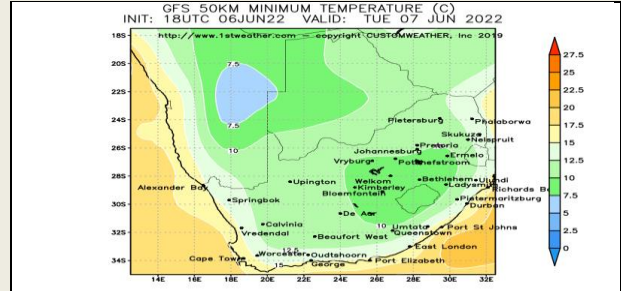 GFS 50KM MINIMUM TEMPERATURE (C)
INIT: 18UTC 06JUN22 VALID: TUE 07 JUN 2022
http://www.1stweather.com — copyright CUSTOMWEATHER, Inc 2019
18S
20S
22S
24S
26S
28S
30S
32S
34S
7.5
7.5
10
Pietersburg
Phalaborwa
Skukuza
Nelspruit
Pretoria
Johannesburg
Ermelo
Vryburg
Potchefstroom
Welkom
Bethlehem
Ulundi
Alexander Bay
Upington
Kimberley
Ladysmith
Bloemfontein
Richards B
Springbok
Pietermaritzburg
Durban
De Aar
Calvinia
Vredendal
10
Umtata
Port St Johns
Queenstown
Beaufort West
12.5
East London
Cape Town
Worcester
Oudtshoorn
15
George
Port Elizabeth
14E 16E 18E 20E 22E 24E 26E 28E 30E 32E
27.5
25
22.5
20
17.5
15
12.5
10
7.5
5
2.5
0